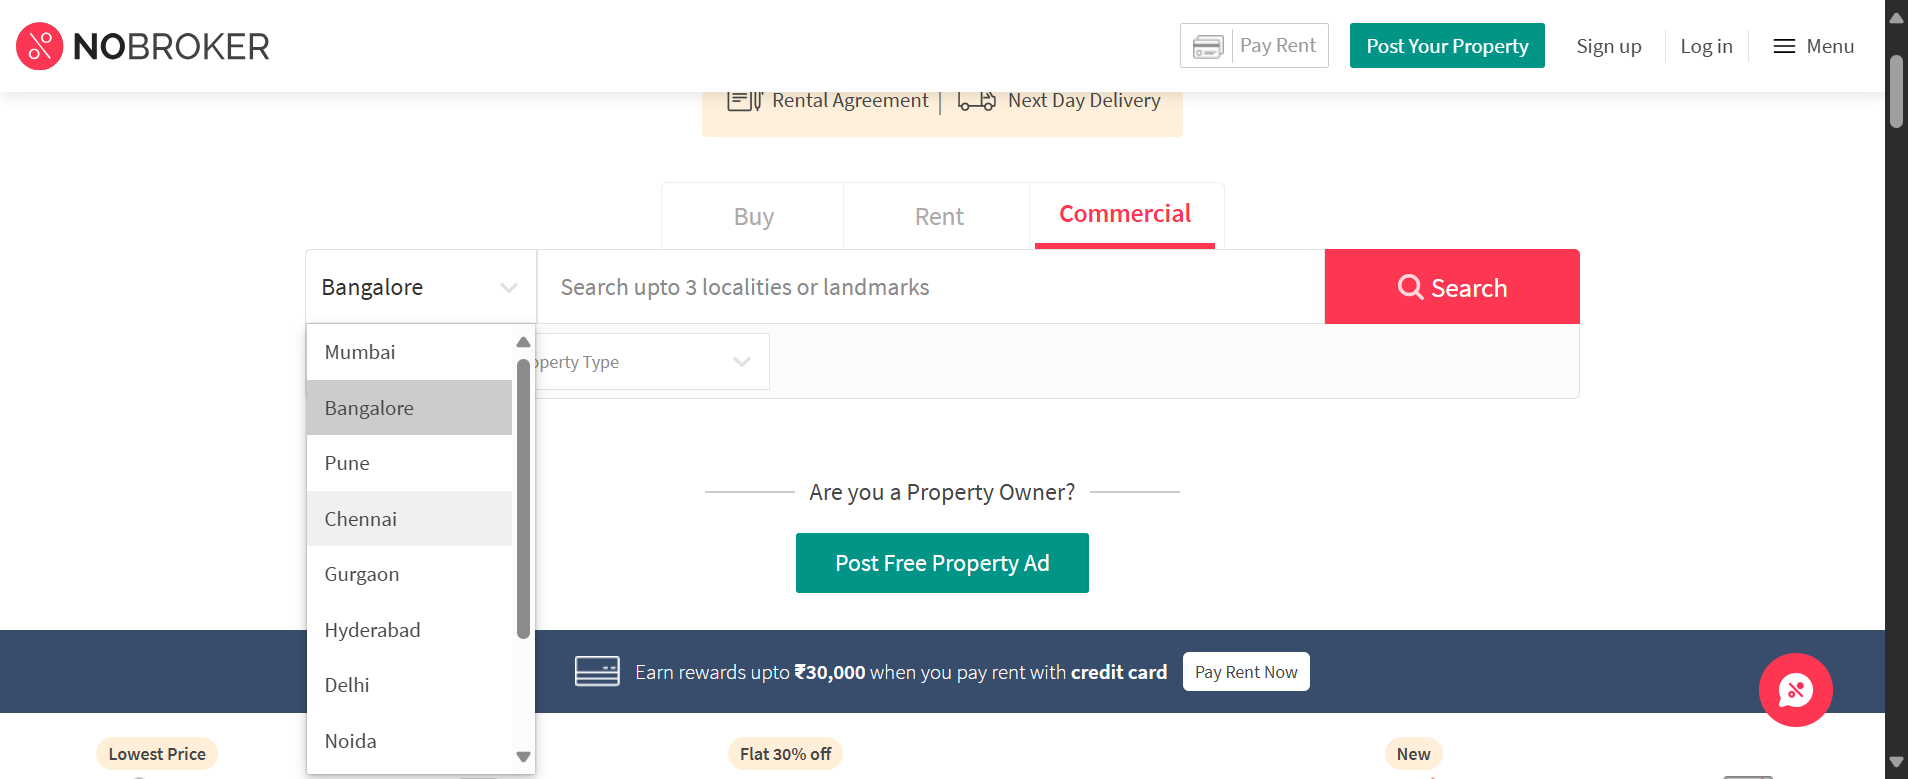 NOBROKER
Pay Rent
Post Your Property
Sign up
Log in
Menu
Rental Agreement
Next Day Delivery
Buy
Rent
Commercial
Bangalore
Search upto 3 localities or landmarks
Search
Mumbai
Bangalore
Pune
Chennai
Gurgaon
Hyderabad
Delhi
Noida
operty Type
Are you a Property Owner?
Post Free Property Ad
Earn rewards upto ₹30,000 when you pay rent with credit card
Pay Rent Now
Lowest Price
Flat 30% off
New